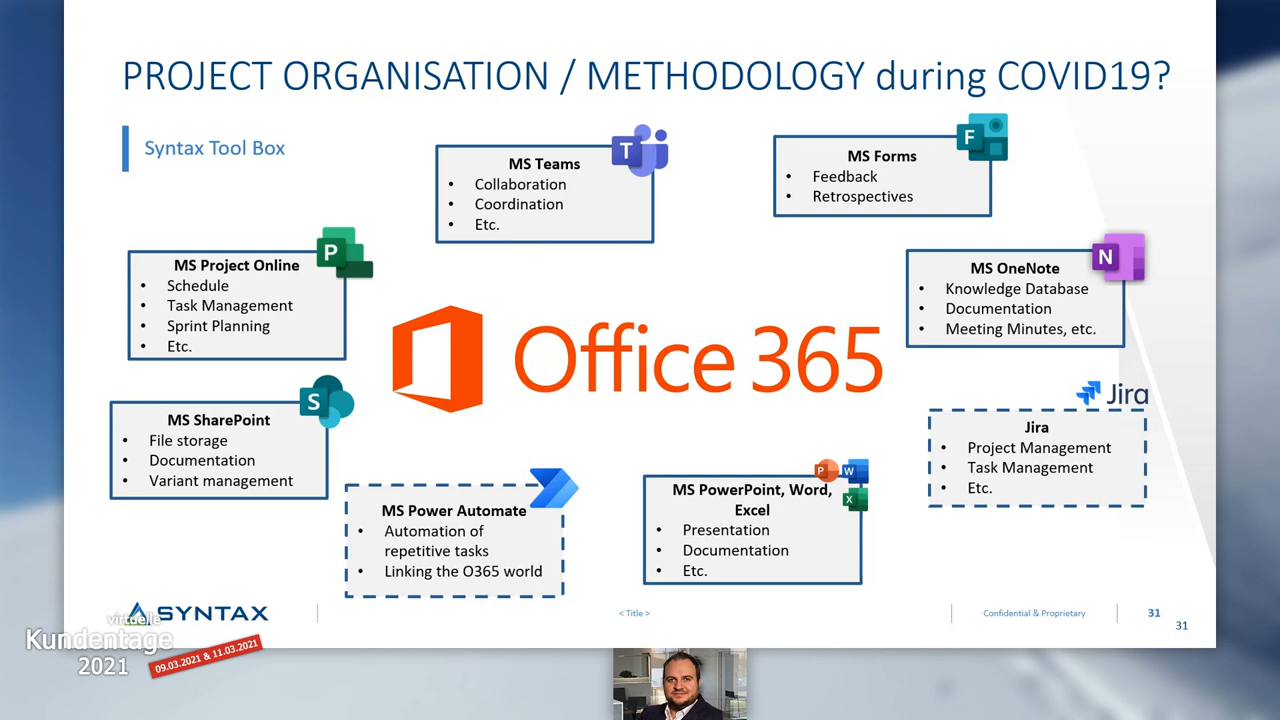 PROJECT ORGANISATION / METHODOLOGY during COVID19?
Syntax Tool Box
T
MS Teams
• Collaboration
• Coordination
• Etc.
F
MS Forms
• Feedback
• Retrospectives
P
MS Project Online
• Schedule
• Task Management
• Sprint Planning
• Etc.
N
MS OneNote
• Knowledge Database
• Documentation
• Meeting Minutes, etc.
Office 365
S
MS SharePoint
• File storage
• Documentation
• Variant management
Jira
Jira
• Project Management
• Task Management
• Etc.
MS Power Automate
• Automation of
repetitive tasks
• Linking the O365 world
P W
X
MS PowerPoint, Word,
Excel
• Presentation
• Documentation
• Etc.
SYNTAX
< Title >
Confidential & Proprietary
31
31
virtuelle
Kundentage
2021
09.03.2021 & 11.03.2021